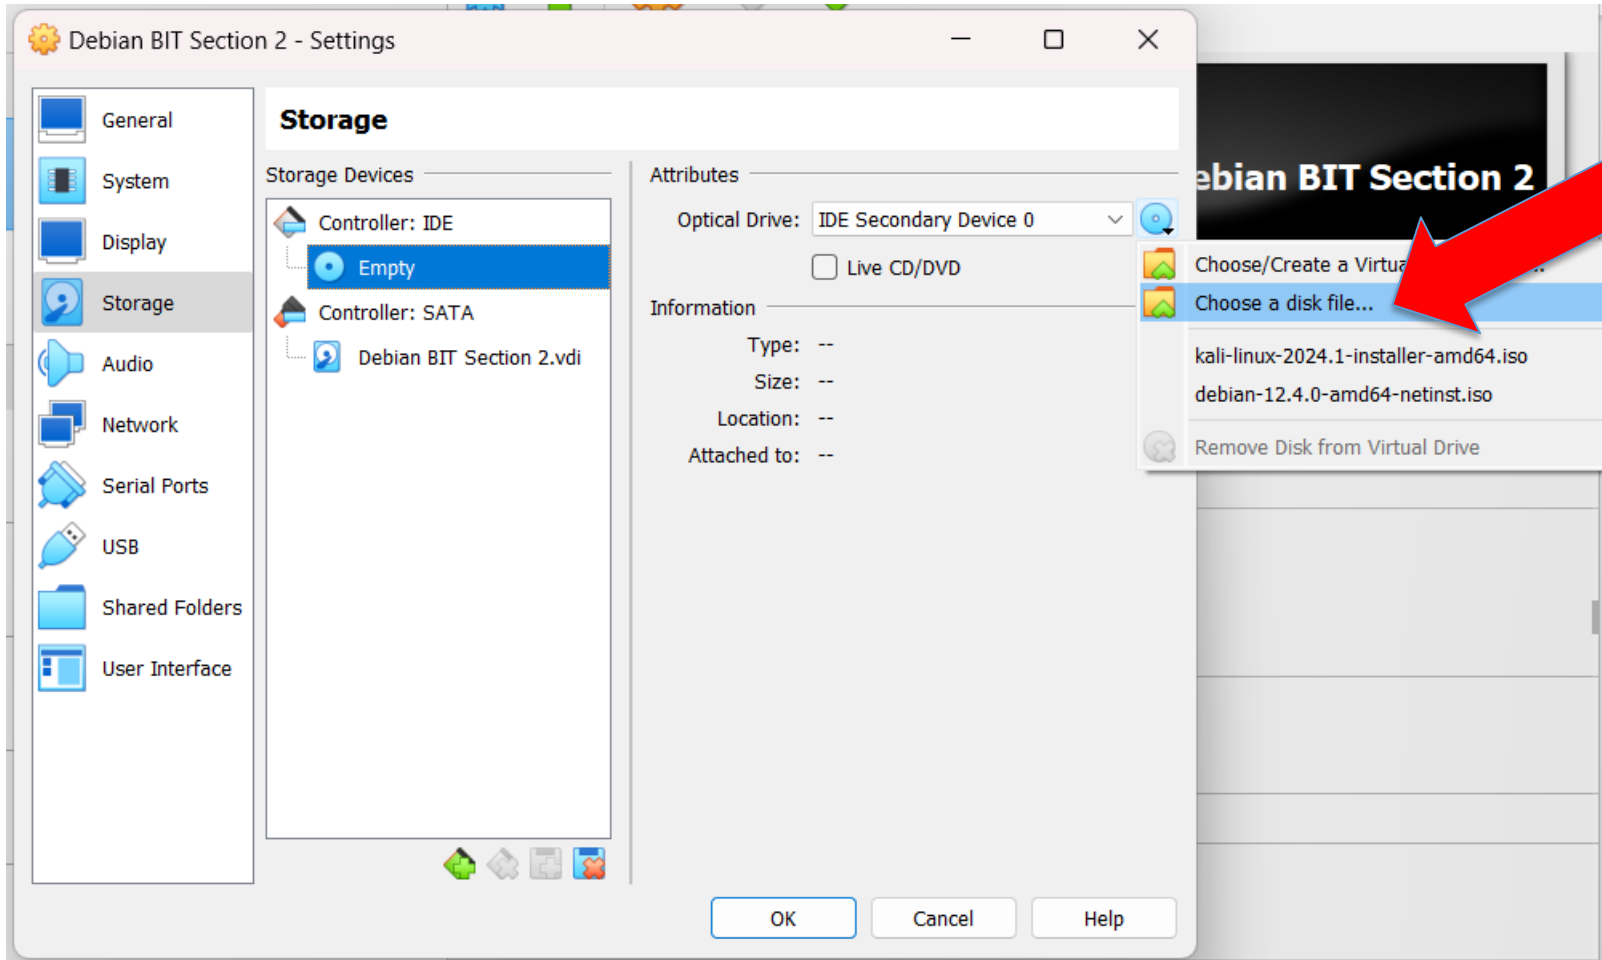 Debian BIT Section 2 - Settings
General
System
Display
Storage
Audio
Network
Serial Ports
USB
Shared Folders
User Interface
Storage
Storage Devices
Controller: IDE
Empty
Controller: SATA
Debian BIT Section 2.vdi
Attributes
Optical Drive: IDE Secondary Device 0
Live CD/DVD
Information
Type: --
Size: --
Location: --
Attached to: --
OK
Cancel
Help
ebian BIT Section 2
Choose/Create a
Choose a disk file...
kali-linux-2024.1-installer-amd64.iso
debian-12.4.0-amd64-netinst.iso
Remove Disk from Virtual Drive